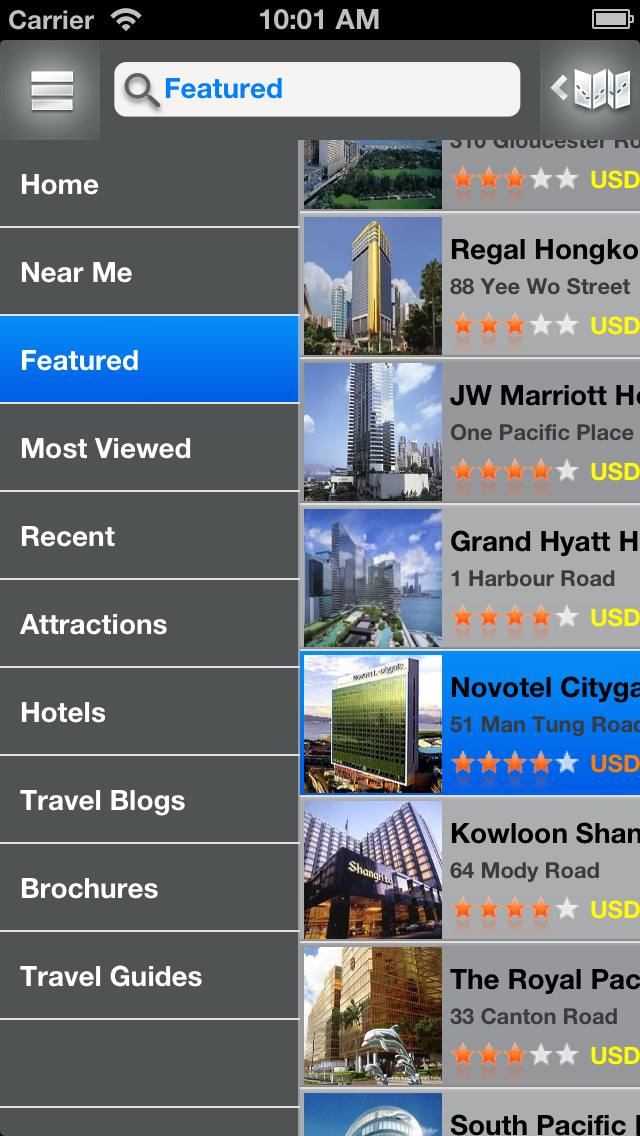 Carrier 10:01 AM
Featured
Home
Near Me
Featured
Most Viewed
Recent
Attractions
Hotels
Travel Blogs
Brochures
Travel Guides
310 Gloucester Ro
USD
Regal Hongko
88 Yee Wo Street
USD
JW Marriott Ho
One Pacific Place
USD
Grand Hyatt H
1 Harbour Road
USD
Novotel Cityga
51 Man Tung Road
USD
Kowloon Shan
64 Mody Road
USD
The Royal Pac
33 Canton Road
USD
South Pacific